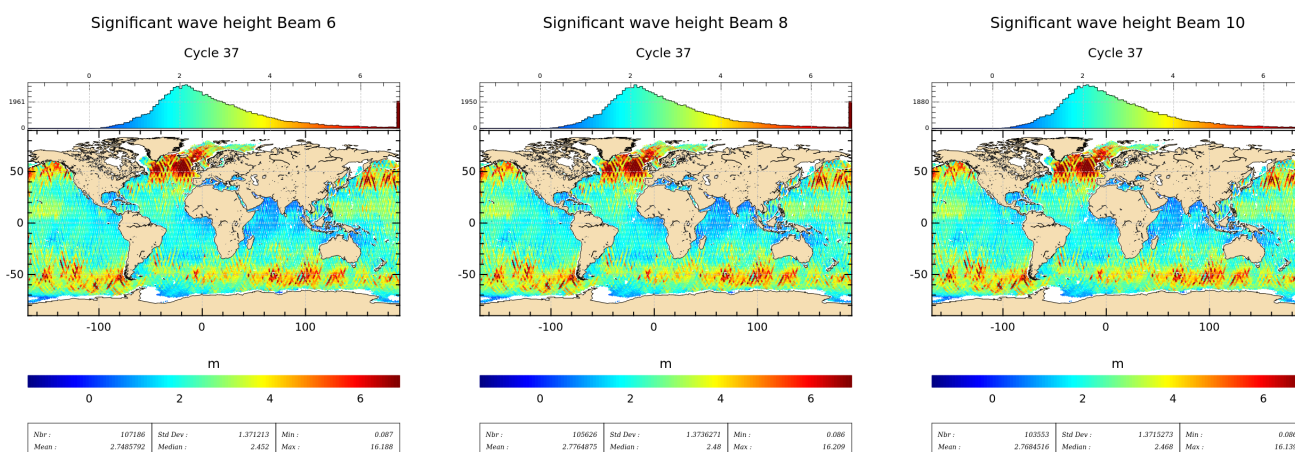 Significant wave height Beam 6
Cycle 37
0 2 4 6
1961
0
50
0
-50
-100 0 100
m
0 2 4 6
Nbr : 107186 Std Dev : 1.371213 Min : 0.087
Mean : 2.7485792 Median : 2.452 Max : 16.188
Significant wave height Beam 8
Cycle 37
0 2 4 6
1950
0
50
0
-50
-100 0 100
m
0 2 4 6
Nbr : 105626 Std Dev : 1.3736271 Min : 0.086
Mean : 2.7764875 Median : 2.48 Max : 16.209
Significant wave height Beam 10
Cycle 37
0 2 4 6
1880
0
50
0
-50
-100 0 100
m
0 2 4 6
Nbr : 103553 Std Dev : 1.3715273 Min : 0.086
Mean : 2.7684516 Median : 2.468 Max : 16.139